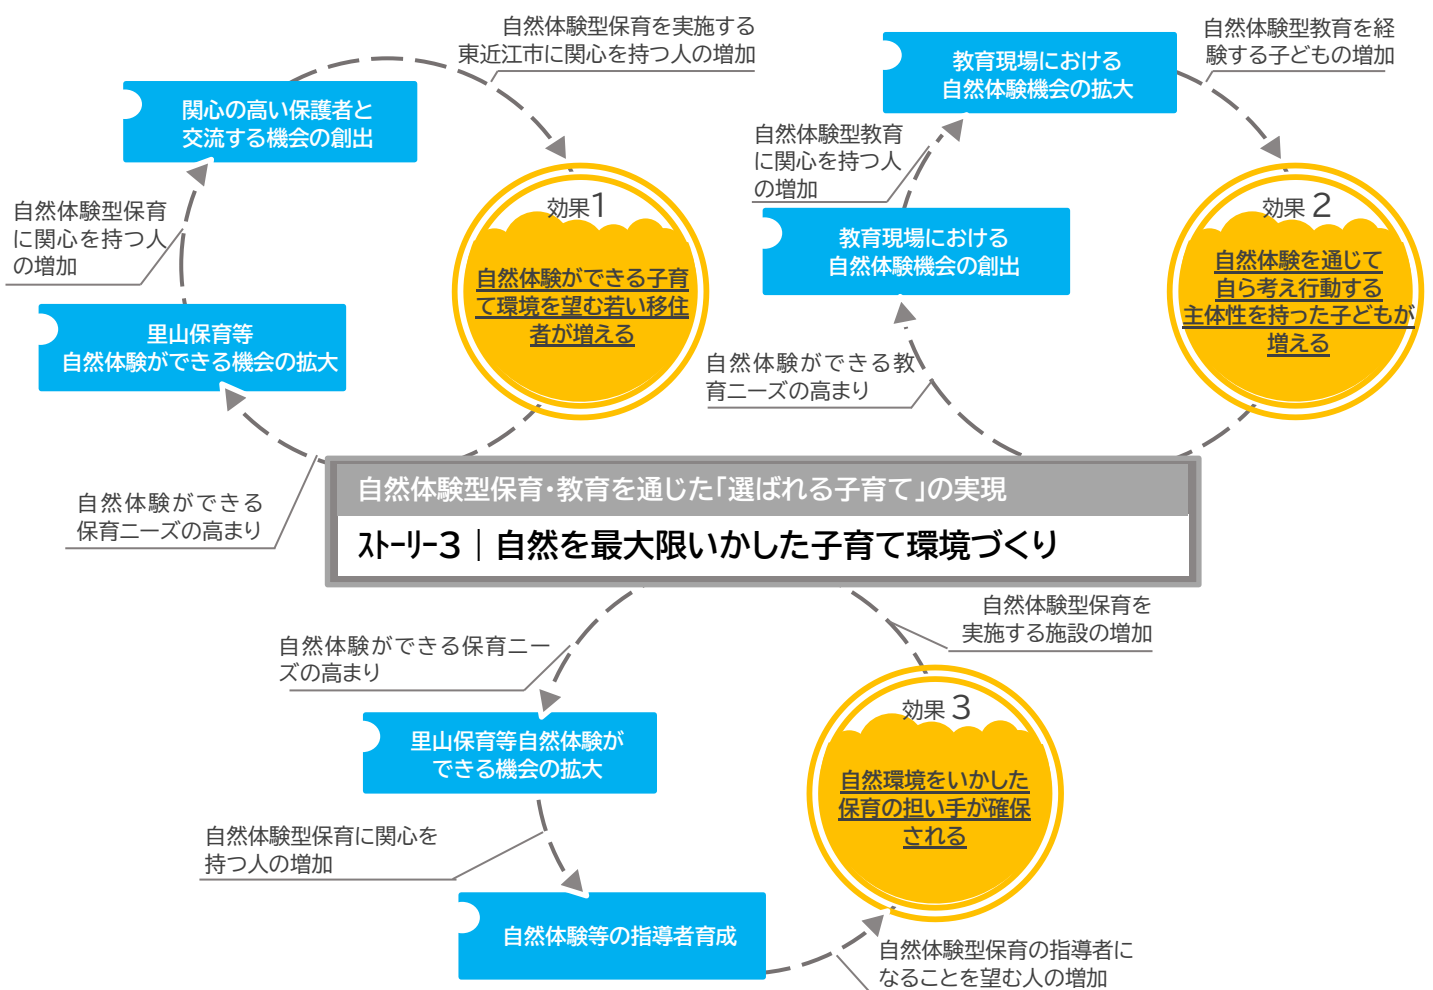 自然体験型保育を実施する
東近江市に関心を持つ人の増加
関心の高い保護者と
交流する機会の創出
自然体験型保育
に関心を持つ人
の増加
里山保育等
自然体験ができる機会の拡大
自然体験ができる
保育ニーズの高まり
効果1
自然体験ができる子育
て環境を望む若い移住
者が増える
自然体験型教育を経
験する子どもの増加
教育現場における
自然体験機会の拡大
自然体験型教育
に関心を持つ人
の増加
教育現場における
自然体験機会の創出
自然体験ができる教
育ニーズの高まり
効果2
自然体験を通じて
自ら考え行動する
主体性を持った子どもが
増える
自然体験型保育・教育を通じた「選ばれる子育て」の実現
ｽﾄｰﾘｰ3｜自然を最大限いかした子育て環境づくり
自然体験ができる保育ニー
ズの高まり
里山保育等自然体験が
できる機会の拡大
自然体験型保育に関心を
持つ人の増加
自然体験等の指導者育成
自然体験型保育を
実施する施設の増加
効果3
自然環境をいかした
保育の担い手が確保
される
自然体験型保育の指導者に
なることを望む人の増加